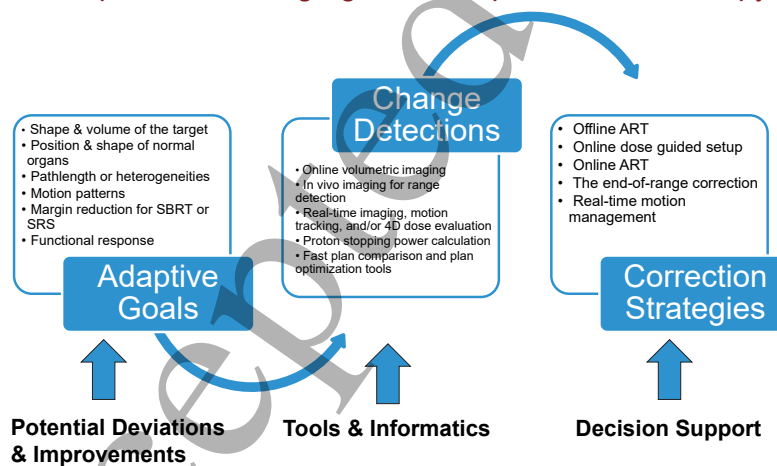 Change
Detections
• Shape & volume of the target
• Position & shape of normal
organs
• Pathlength or heterogeneities
• Motion patterns
• Margin reduction for SBRT or
SRS
• Functional response
Adaptive
Goals
• Online volumetric imaging
• In vivo imaging for range
detection
• Real-time imaging, motion
tracking, and/or 4D dose evaluation
• Proton stopping power calculation
• Fast plan comparison and plan
optimization tools
• Offline ART
• Online dose guided setup
• Online ART
• The end-of-range correction
• Real-time motion
management
Correction
Strategies
Potential Deviations
& Improvements
Tools & Informatics
Decision Support